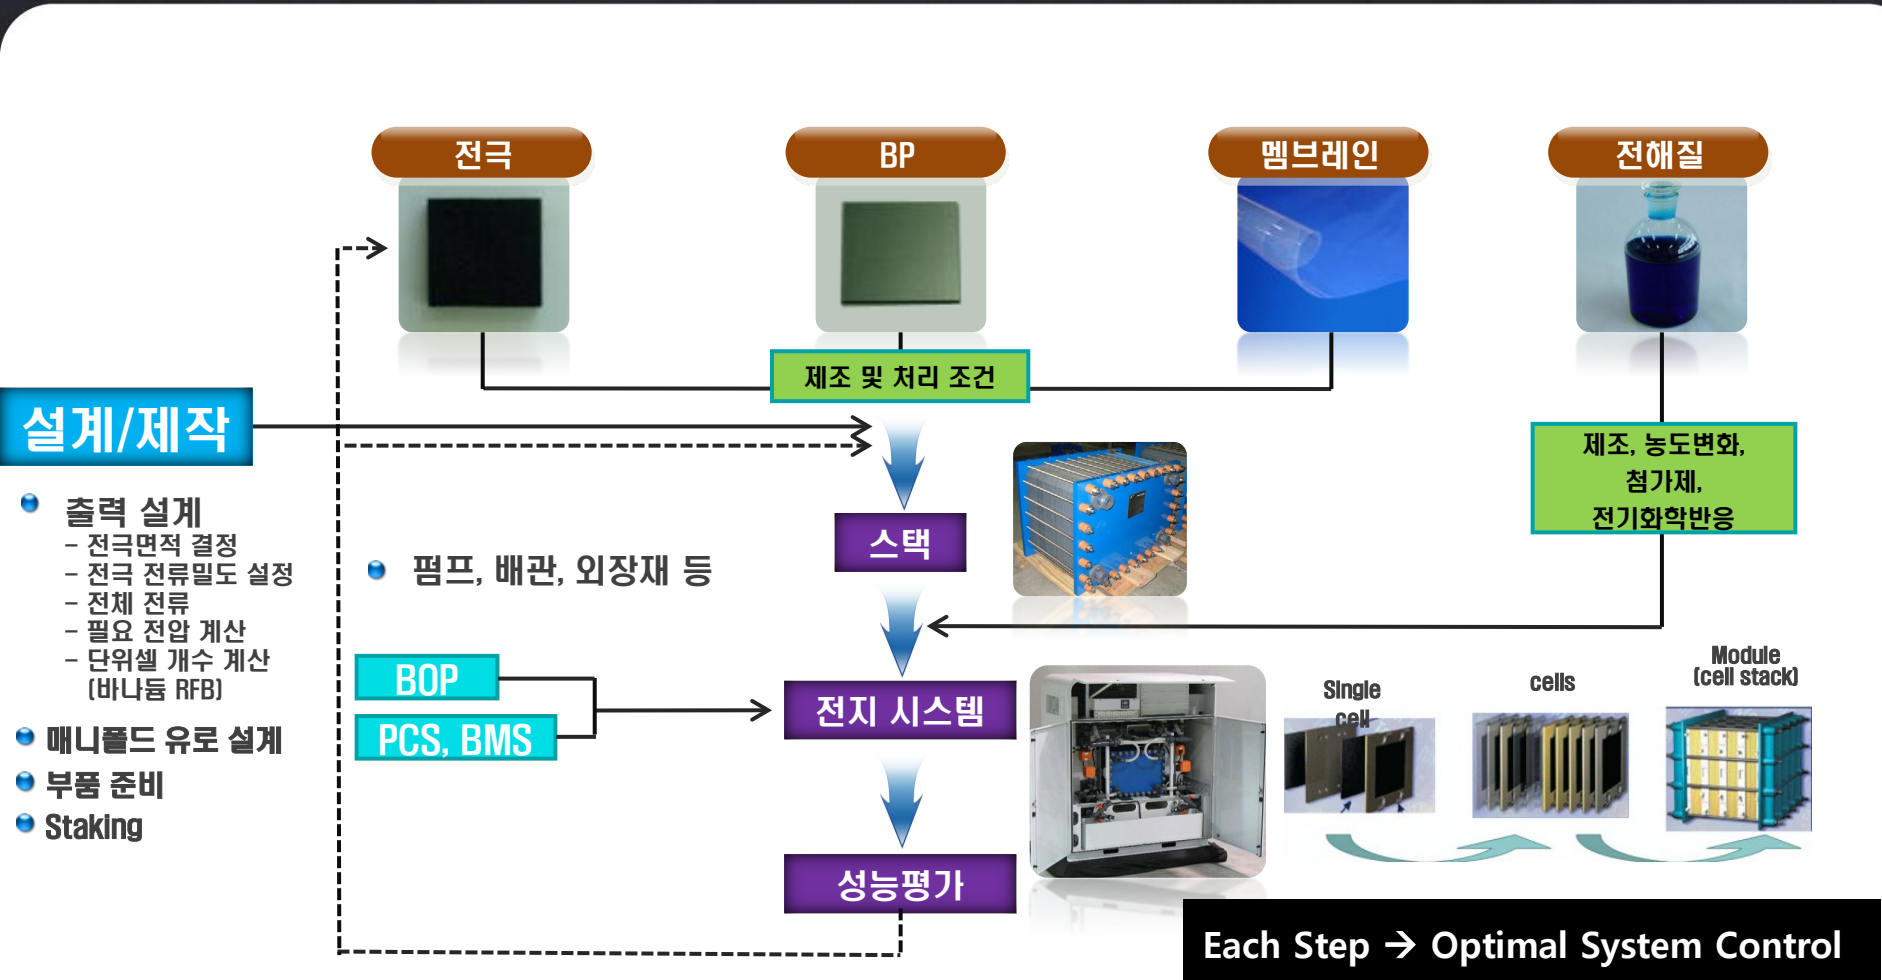 전극
BP
멤브레인
전해질
제조 및 처리 조건
설계/제작
제조, 농도변화,
첨가제,
전기화학반응
출력 설계
- 전극면적 결정
- 전극 전류밀도 설정
- 전체 전류
- 필요 전압 계산
- 단위셀 개수 계산
(바나듐 RFB)
매니폴드 유로 설계
부품 준비
Staking
펌프, 배관, 외장재 등
스택
BOP
PCS, BMS
전지 시스템
성능평가
Single
cell
cells
Module
(cell stack)
Each Step → Optimal System Control